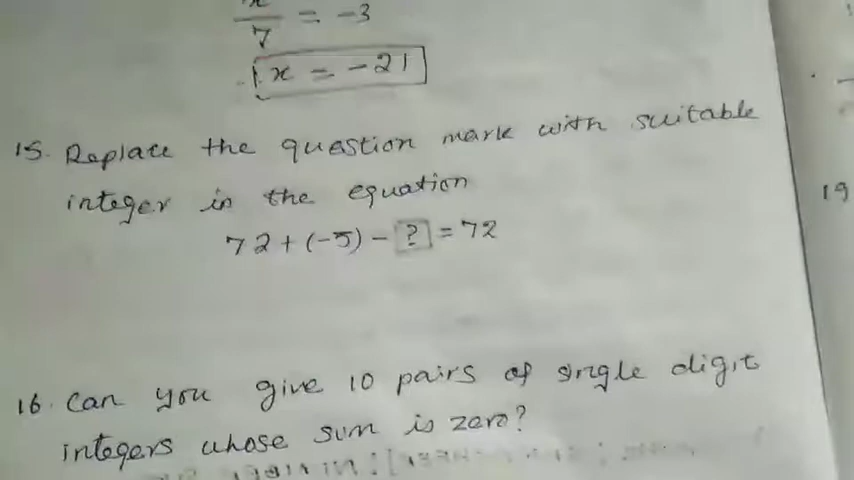 x/7 = -3
x = -21
15. Replace the question mark with suitable
integer in the equation
72 + (-5) - ? = 72
16. Can you give 10 pairs of single digit
integers whose sum is zero?
19